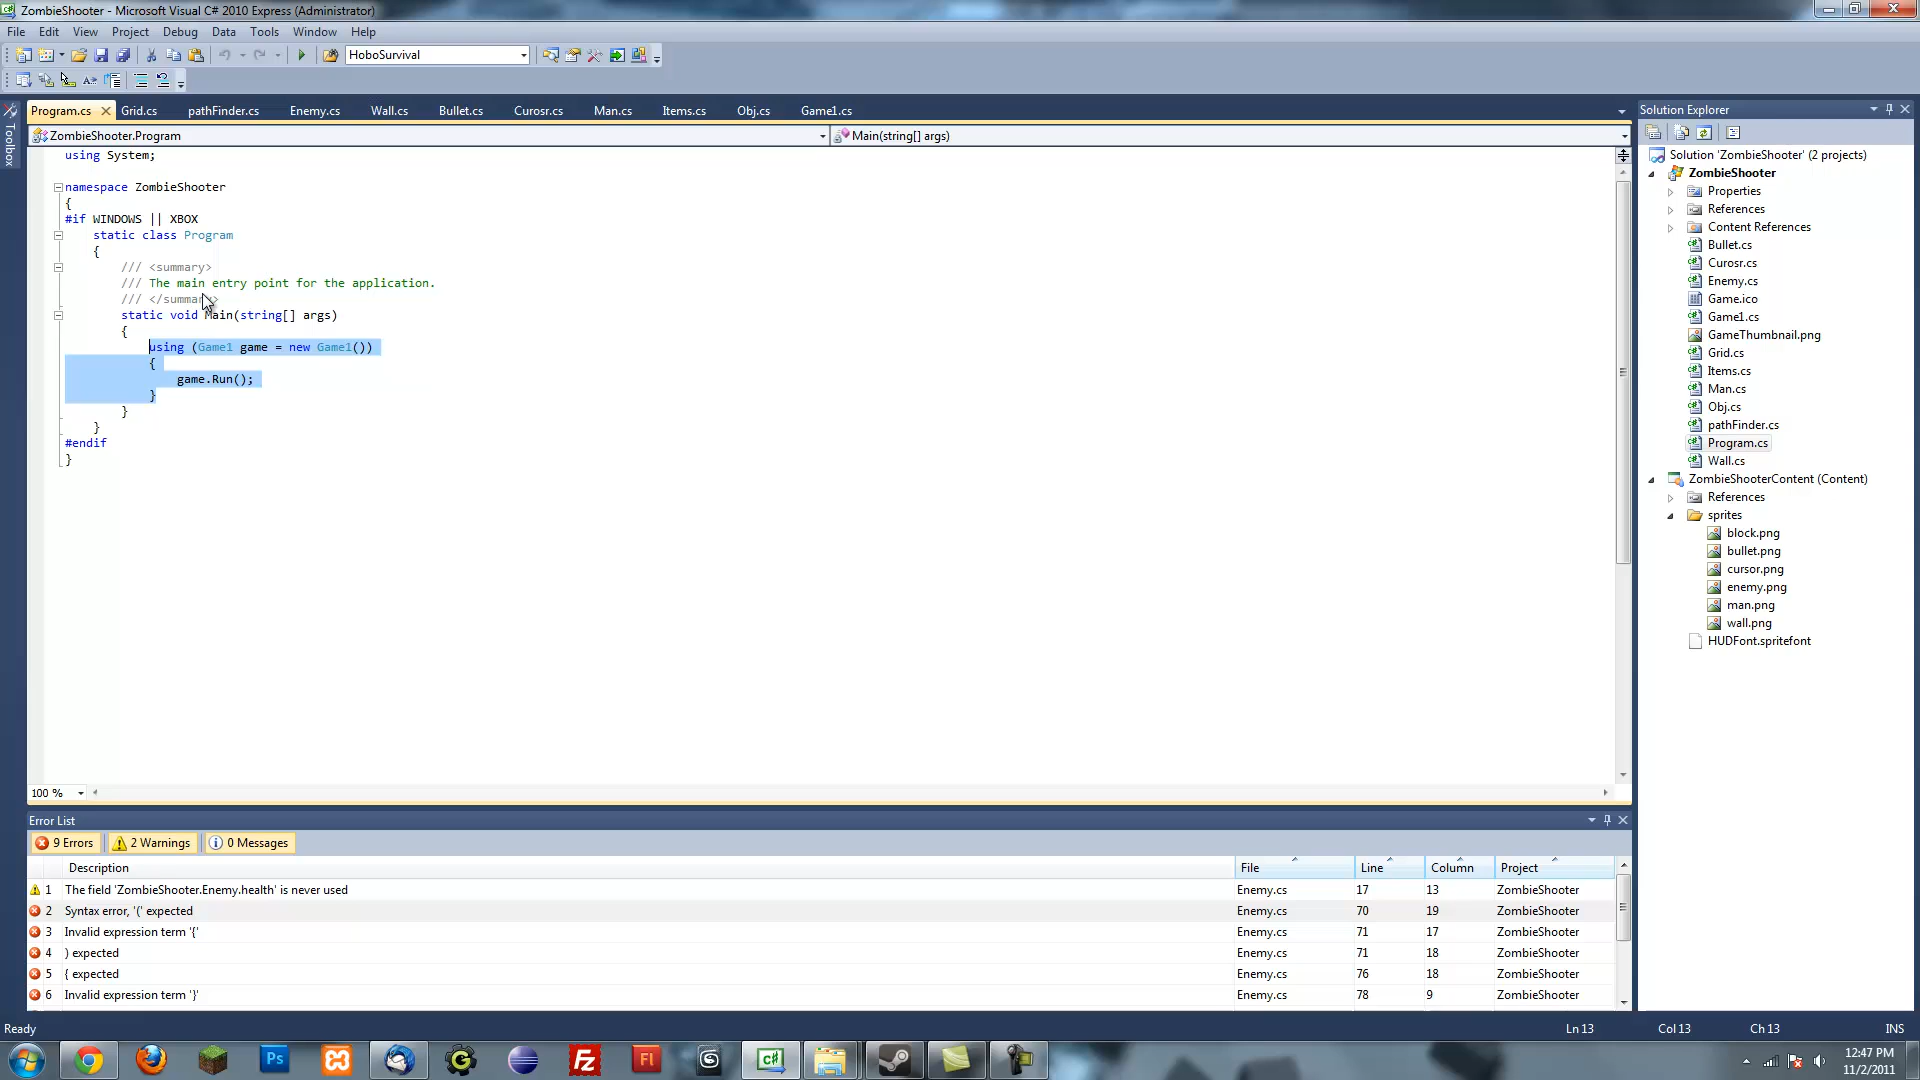 ZombieShooter - Microsoft Visual C# 2010 Express (Administrator)
File Edit View Project Debug Data Tools Window Help
HoboSurvival
Program.cs Grid.cs pathFinder.cs Enemy.cs Wall.cs Bullet.cs Curosr.cs Man.cs Items.cs Obj.cs Game1.cs
Toolbox
ZombieShooter.Program Main(string[] args)
using System;
namespace ZombieShooter
{
#if WINDOWS || XBOX
static class Program
{
/// <summary>
/// The main entry point for the application.
/// </summary>
static void Main(string[] args)
{
using (Game1 game = new Game1())
{
game.Run();
}
}
}
#endif
}
100 %
Solution Explorer
Solution 'ZombieShooter' (2 projects)
ZombieShooter
Properties
References
Content References
Bullet.cs
Curosr.cs
Enemy.cs
Game.ico
Game1.cs
GameThumbnail.png
Grid.cs
Items.cs
Man.cs
Obj.cs
pathFinder.cs
Program.cs
Wall.cs
ZombieShooterContent (Content)
References
sprites
block.png
bullet.png
cursor.png
enemy.png
man.png
wall.png
HUDFont.spritefont
Error List
9 Errors 2 Warnings 0 Messages
Description File Line Column Project
1 The field 'ZombieShooter.Enemy.health' is never used Enemy.cs 17 13 ZombieShooter
2 Syntax error, '(' expected Enemy.cs 70 19 ZombieShooter
3 Invalid expression term '{' Enemy.cs 71 17 ZombieShooter
4 ) expected Enemy.cs 71 18 ZombieShooter
5 { expected Enemy.cs 76 18 ZombieShooter
6 Invalid expression term '}' Enemy.cs 78 9 ZombieShooter
Ready Ln 13 Col 13 Ch 13 INS
Ps
Fz
Fl
C#
12:47 PM
11/2/2011